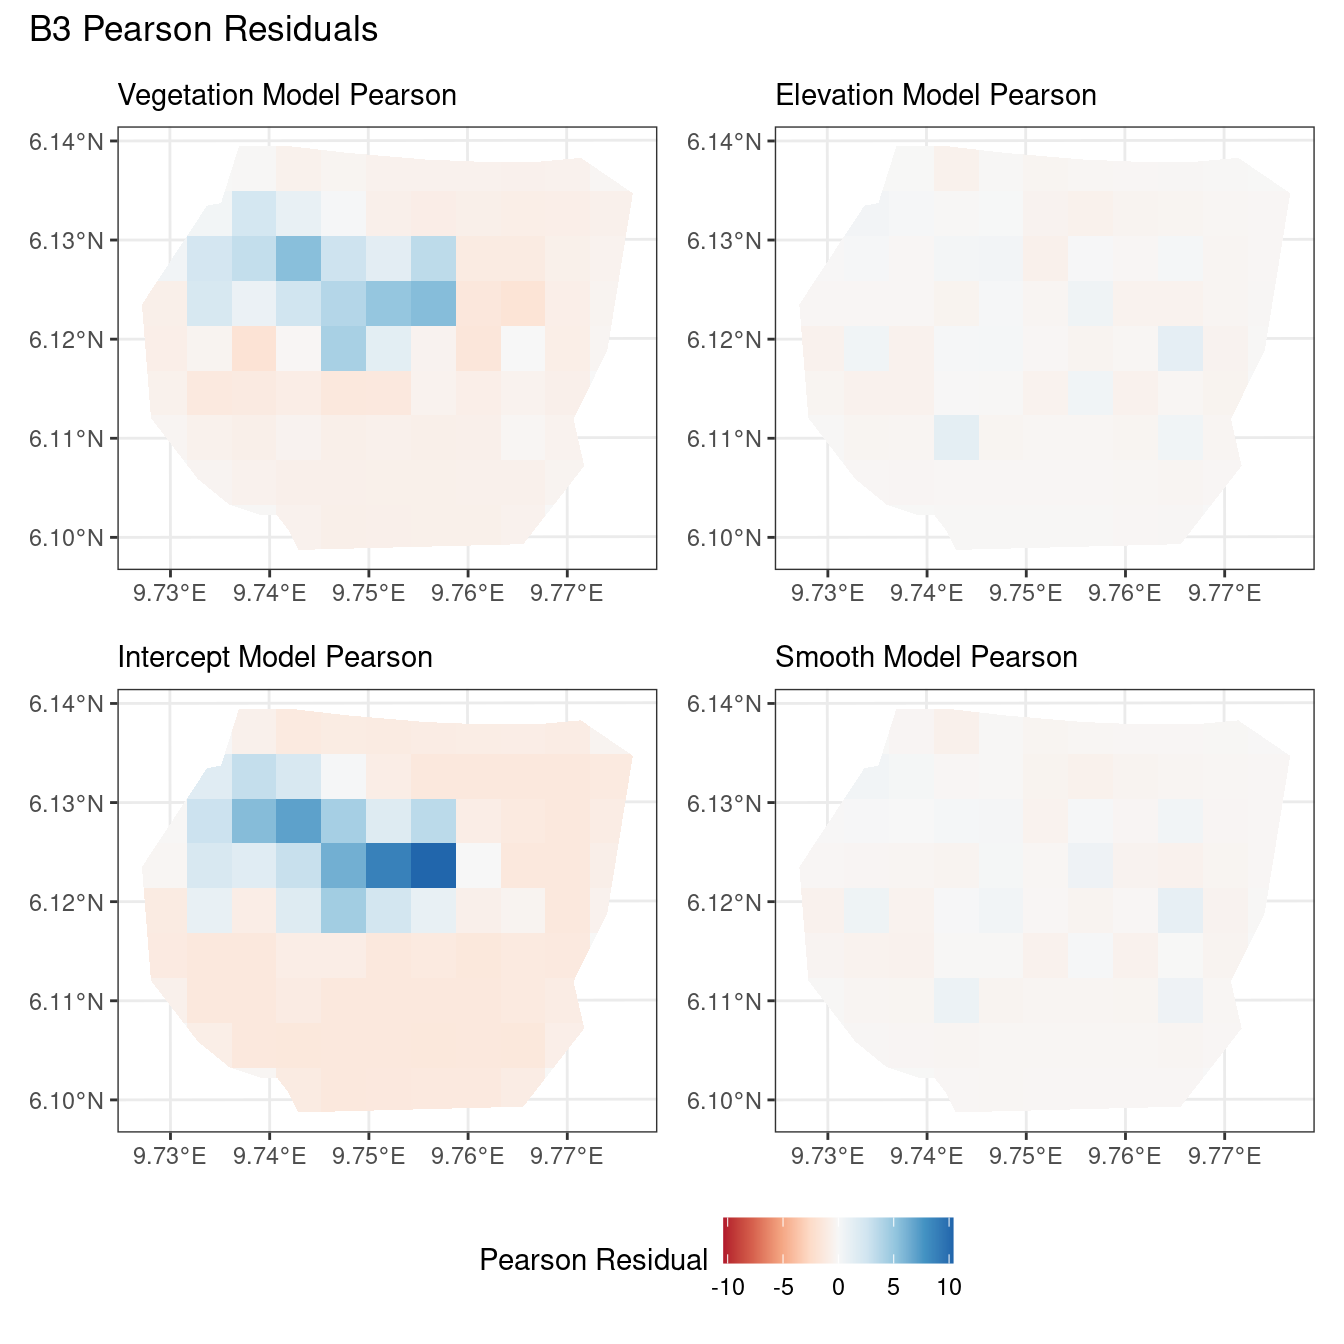 B3 Pearson Residuals
Vegetation Model Pearson
Elevation Model Pearson
6.14°N
6.13°N
6.12°N
6.11°N
6.10°N
9.73°E 9.74°E 9.75°E 9.76°E 9.77°E
6.14°N
6.13°N
6.12°N
6.11°N
6.10°N
9.73°E 9.74°E 9.75°E 9.76°E 9.77°E
Intercept Model Pearson
Smooth Model Pearson
6.14°N
6.13°N
6.12°N
6.11°N
6.10°N
9.73°E 9.74°E 9.75°E 9.76°E 9.77°E
6.14°N
6.13°N
6.12°N
6.11°N
6.10°N
9.73°E 9.74°E 9.75°E 9.76°E 9.77°E
Pearson Residual
-10 -5 0 5 10